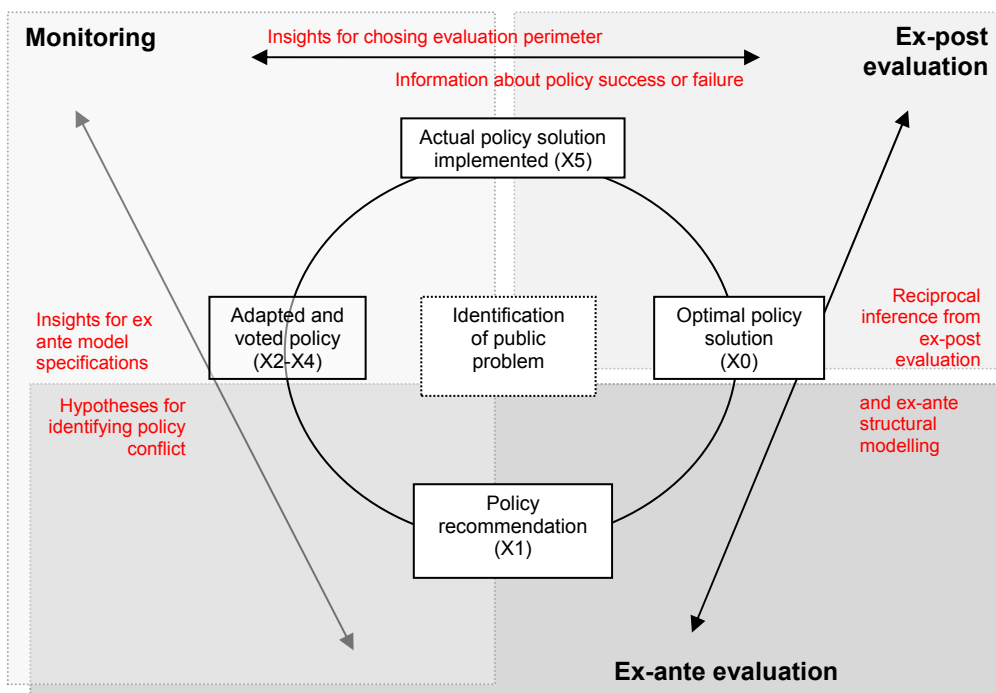 Monitoring
Insights for chosing evaluation perimeter
Information about policy success or failure
Ex-post
evaluation
Actual policy solution
implemented (X5)
Insights for ex
ante model
specifications
Adapted and
voted policy
(X2-X4)
Identification
of public
problem
Optimal policy
solution
(X0)
Reciprocal
inference from
ex-post
evaluation
Hypotheses for
identifying policy
conflict
and ex-ante
structural
modelling
Policy
recommendation
(X1)
Ex-ante evaluation